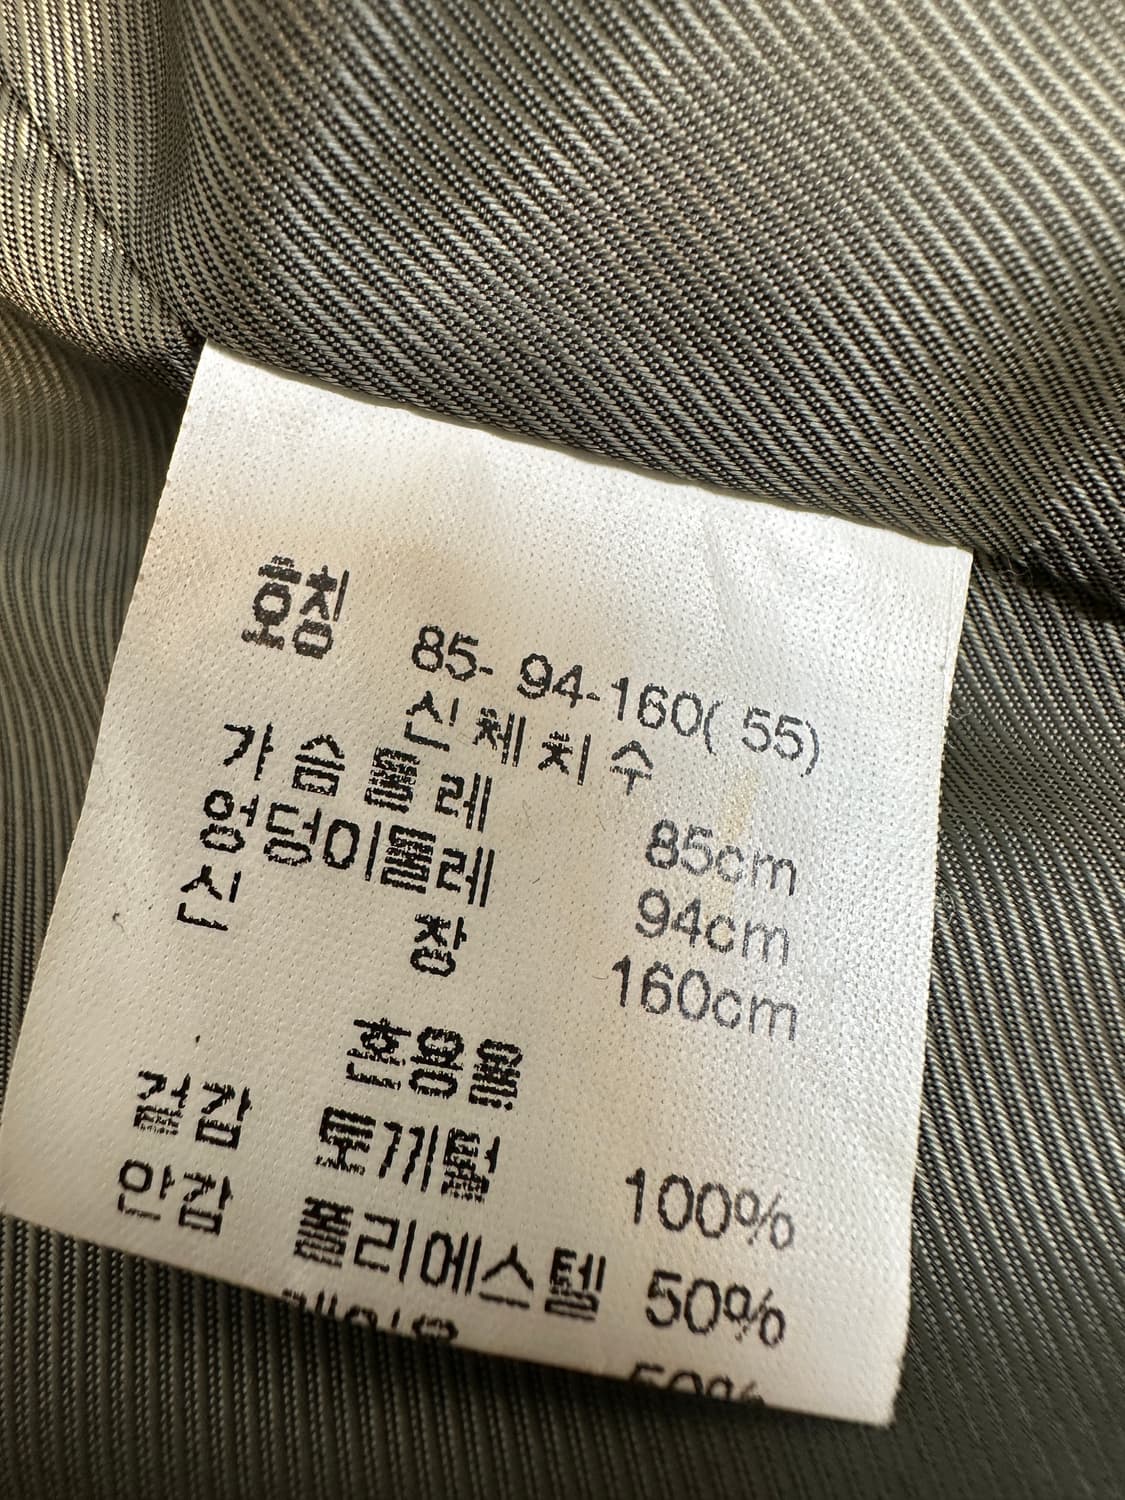 호칭 85- 94-160( 55)
신체치수
가슴둘레 85cm
엉덩이둘레 94cm
신장 160cm
혼용율
겉감 토끼털 100%
안감 폴리에스텔 50%
50%